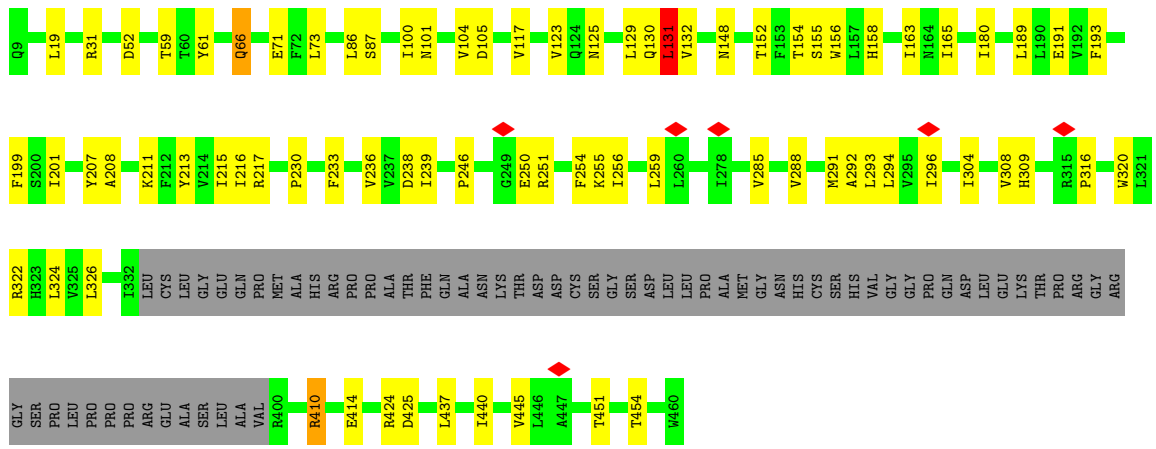 Q9 L19 R31 D52 T59 T60 Y61 Q66 E71 F72 L73 L86 S87 I100 N101 V104 D105 V117 V123 Q124 N125 L129 Q130 L131 V132 N148 T152 F153 T154 S155 W156 L157 H158 I163 N164 I165 I180 L189 L190 E191 V192 F193
F199 S200 I201 Y207 A208 K211 F212 Y213 V214 I215 I216 R217 P230 F233 V236 V237 D238 I239 P246 G249 E250 R251 F254 K255 I256 L259 L260 I278 V285 V288 M291 A292 L293 L294 V295 I296 I304 V308 H309 R315 P316 W320 L321
R322 H323 L324 V325 L326 I332 LEU CYS LEU GLY GLU GLN PRO MET ALA HIS ARG PRO PRO ALA THR PHE GLN ALA ASN LYS THR ASP ASP CYS SER GLY SER ASP LEU LEU PRO ALA MET GLY ASN HIS CYS SER HIS VAL GLY GLY PRO GLN ASP LEU GLU LYS THR PRO ARG GLY ARG
GLY SER PRO LEU PRO PRO PRO ARG GLU ALA SER LEU ALA VAL R400 R410 E414 R424 D425 L437 I440 V445 L446 A447 T451 T454 W460